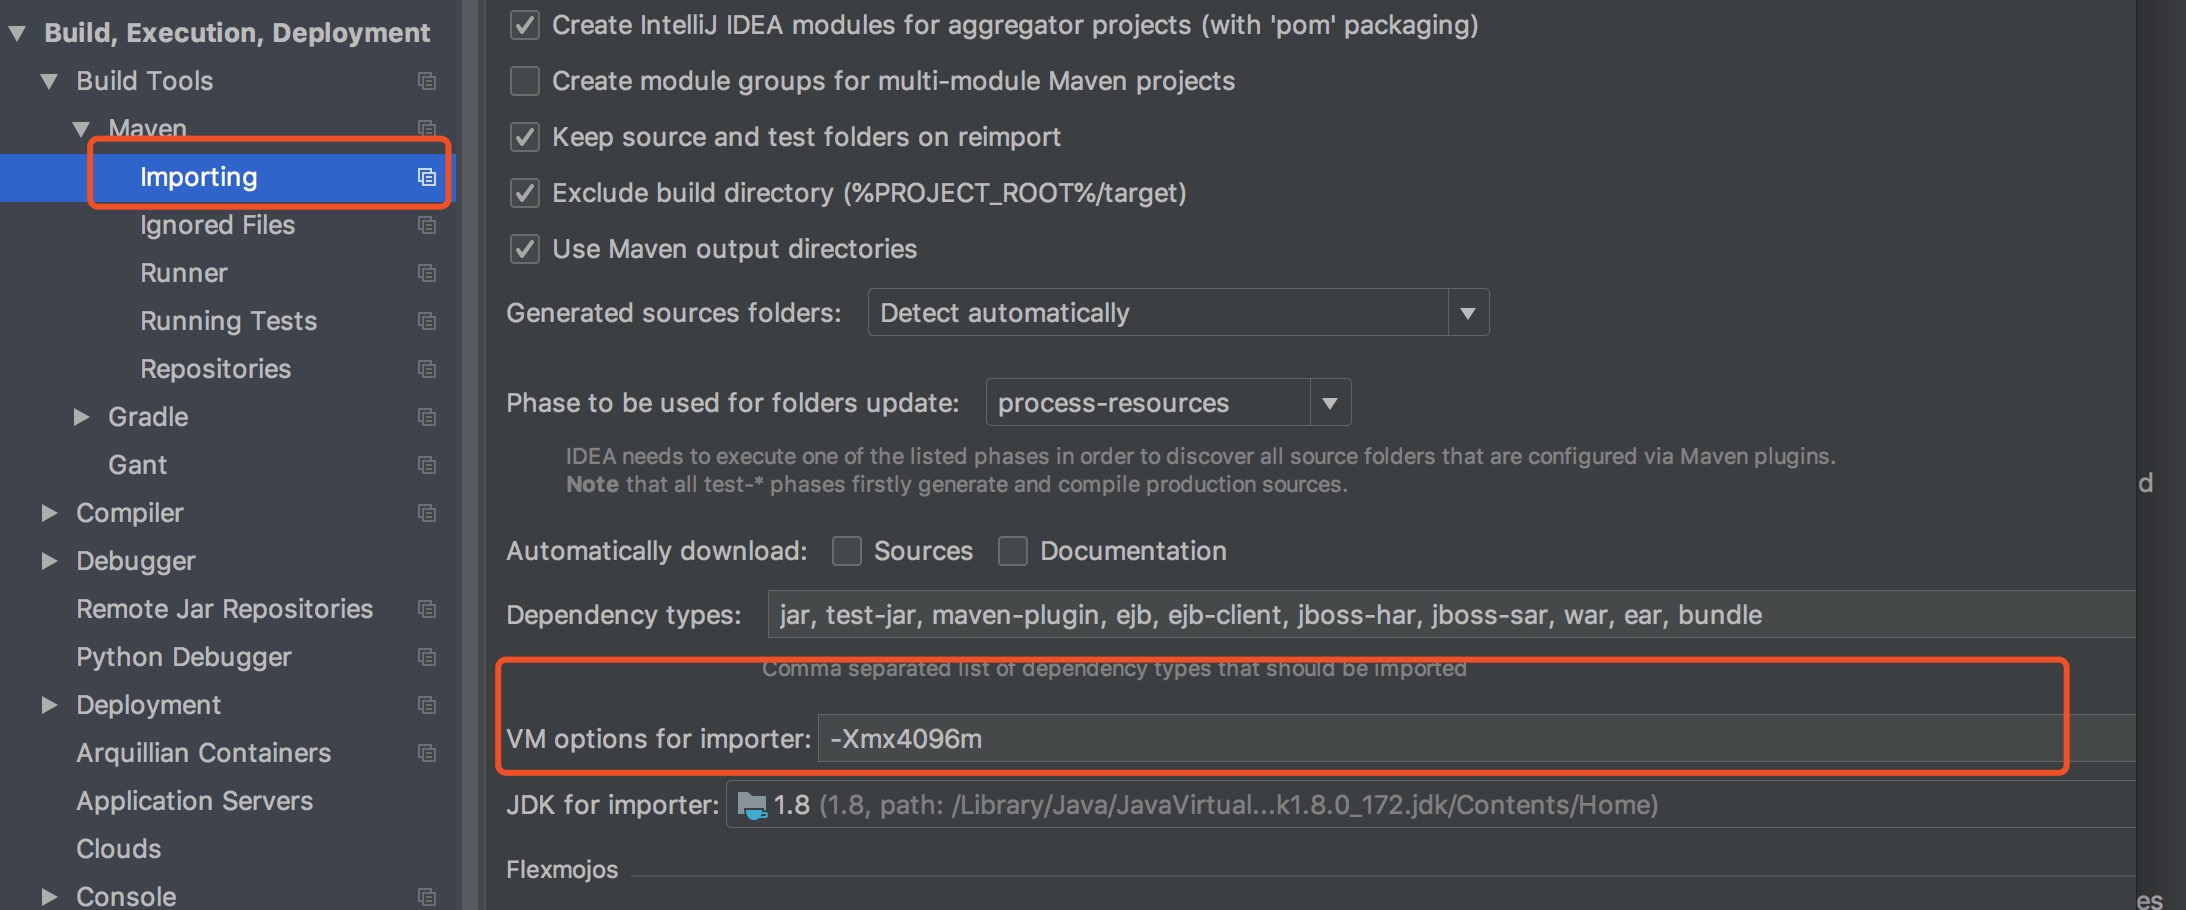 Build, Execution, Deployment
Build Tools
Maven
Importing
Ignored Files
Runner
Running Tests
Repositories
Gradle
Gant
Compiler
Debugger
Remote Jar Repositories
Python Debugger
Deployment
Arquillian Containers
Application Servers
Clouds
Console
Create IntelliJ IDEA modules for aggregator projects (with 'pom' packaging)
Create module groups for multi-module Maven projects
Keep source and test folders on reimport
Exclude build directory (%PROJECT_ROOT%/target)
Use Maven output directories
Generated sources folders: Detect automatically
Phase to be used for folders update: process-resources
IDEA needs to execute one of the listed phases in order to discover all source folders that are configured via Maven plugins.
Note that all test-* phases firstly generate and compile production sources.
Automatically download: Sources Documentation
Dependency types: jar, test-jar, maven-plugin, ejb, ejb-client, jboss-har, jboss-sar, war, ear, bundle
Comma separated list of dependency types that should be imported
VM options for importer: -Xmx4096m
JDK for importer: 1.8 (1.8, path: /Library/Java/JavaVirtual...k1.8.0_172.jdk/Contents/Home)
Flexmojos
d
es